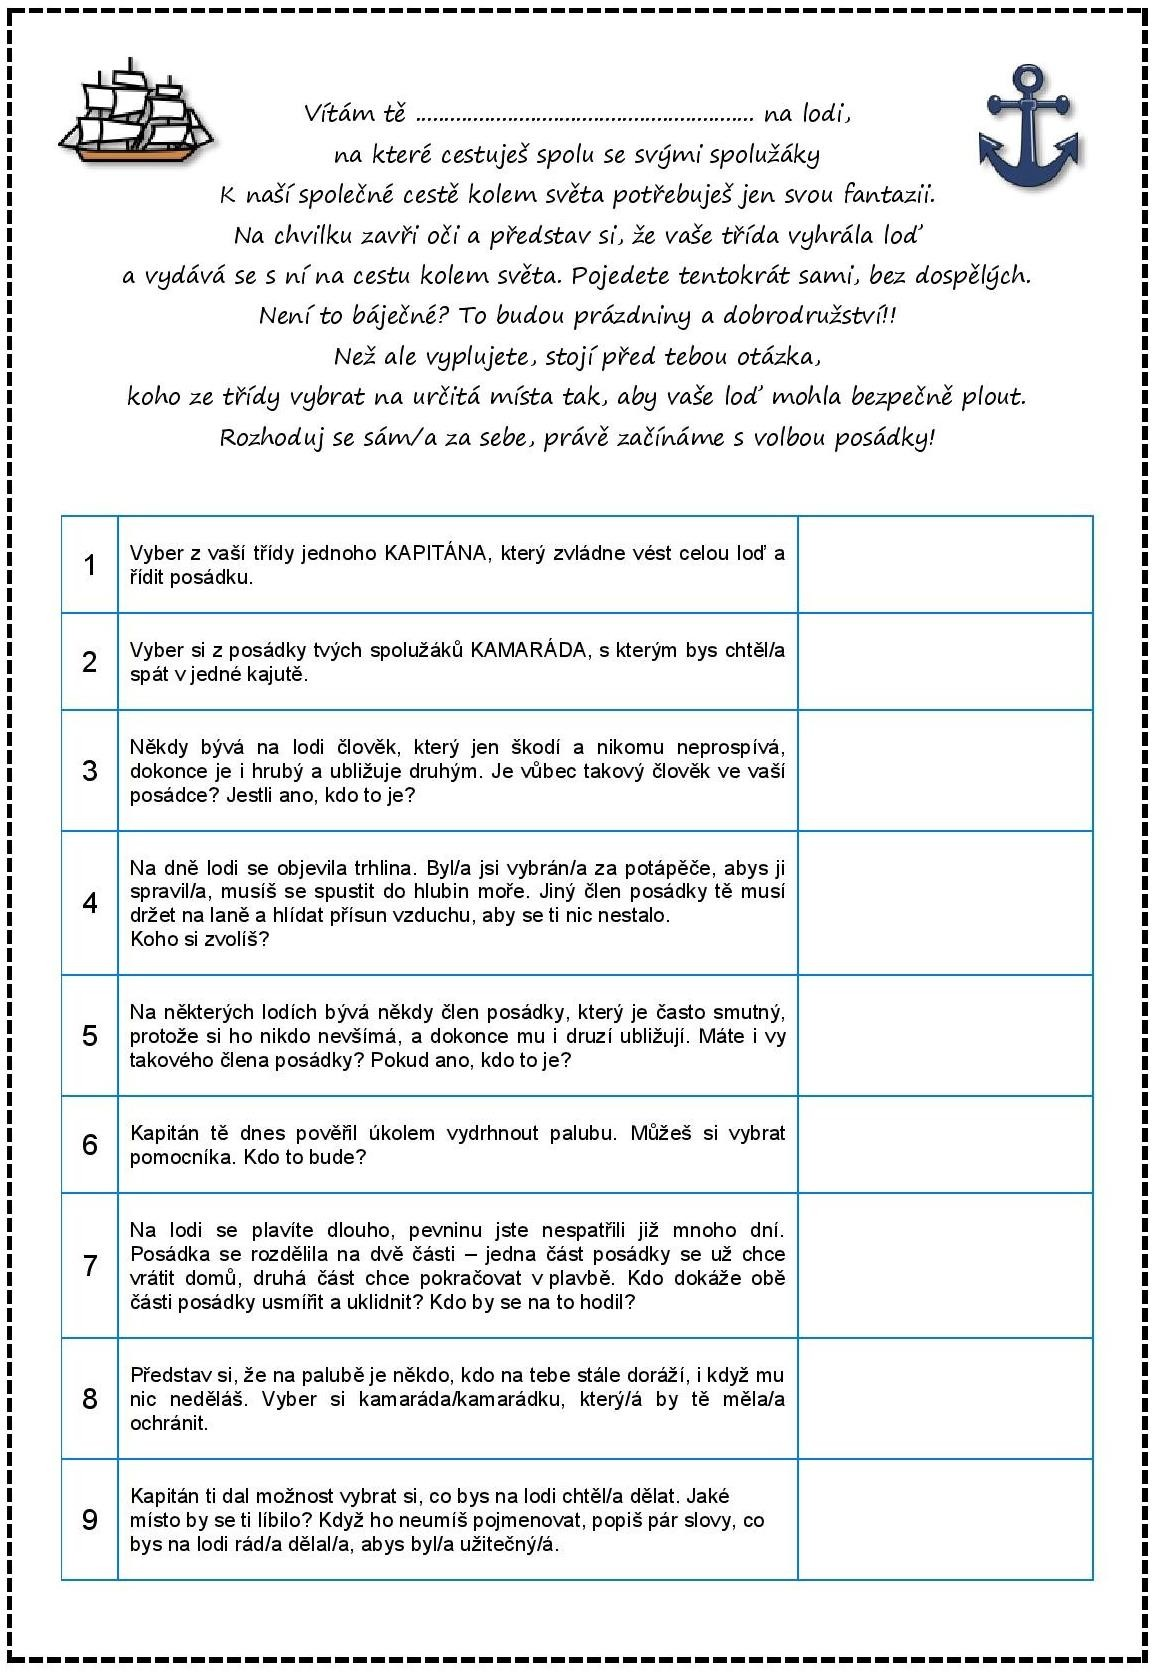 Vítám tě ........................................................... na lodi,
na které cestuješ spolu se svými spolužáky
K naší společné cestě kolem světa potřebuješ jen svou fantazii.
Na chvilku zavři oči a představ si, že vaše třída vyhrála loď
a vydává se s ní na cestu kolem světa. Pojedete tentokrát sami, bez dospělých.
Není to báječné? To budou prázdniny a dobrodružství!!
Než ale vyplujete, stojí před tebou otázka,
koho ze třídy vybrat na určitá místa tak, aby vaše loď mohla bezpečně plout.
Rozhoduj se sám/a za sebe, právě začínáme s volbou posádky!
1
Vyber z vaší třídy jednoho KAPITÁNA, který zvládne vést celou loď a
řídit posádku.
2
Vyber si z posádky tvých spolužáků KAMARÁDA, s kterým bys chtěl/a
spát v jedné kajutě.
3
Někdy bývá na lodi člověk, který jen škodí a nikomu neprospívá,
dokonce je i hrubý a ubližuje druhým. Je vůbec takový člověk ve vaší
posádce? Jestli ano, kdo to je?
4
Na dně lodi se objevila trhlina. Byl/a jsi vybrán/a za potápěče, abys ji
spravil/a, musíš se spustit do hlubin moře. Jiný člen posádky tě musí
držet na laně a hlídat přísun vzduchu, aby se ti nic nestalo.
Koho si zvolíš?
5
Na některých lodích bývá někdy člen posádky, který je často smutný,
protože si ho nikdo nevšímá, a dokonce mu i druzí ubližují. Máte i vy
takového člena posádky? Pokud ano, kdo to je?
6
Kapitán tě dnes pověřil úkolem vydrhnout palubu. Můžeš si vybrat
pomocníka. Kdo to bude?
7
Na lodi se plavíte dlouho, pevninu jste nespatřili již mnoho dní.
Posádka se rozdělila na dvě části – jedna část posádky se už chce
vrátit domů, druhá část chce pokračovat v plavbě. Kdo dokáže obě
části posádky usmířit a uklidnit? Kdo by se na to hodil?
8
Představ si, že na palubě je někdo, kdo na tebe stále doráží, i když mu
nic neděláš. Vyber si kamaráda/kamarádku, který/á by tě měla/a
ochránit.
9
Kapitán ti dal možnost vybrat si, co bys na lodi chtěl/a dělat. Jaké
místo by se ti líbilo? Když ho neumíš pojmenovat, popiš pár slovy, co
bys na lodi rád/a dělal/a, abys byl/a užitečný/á.